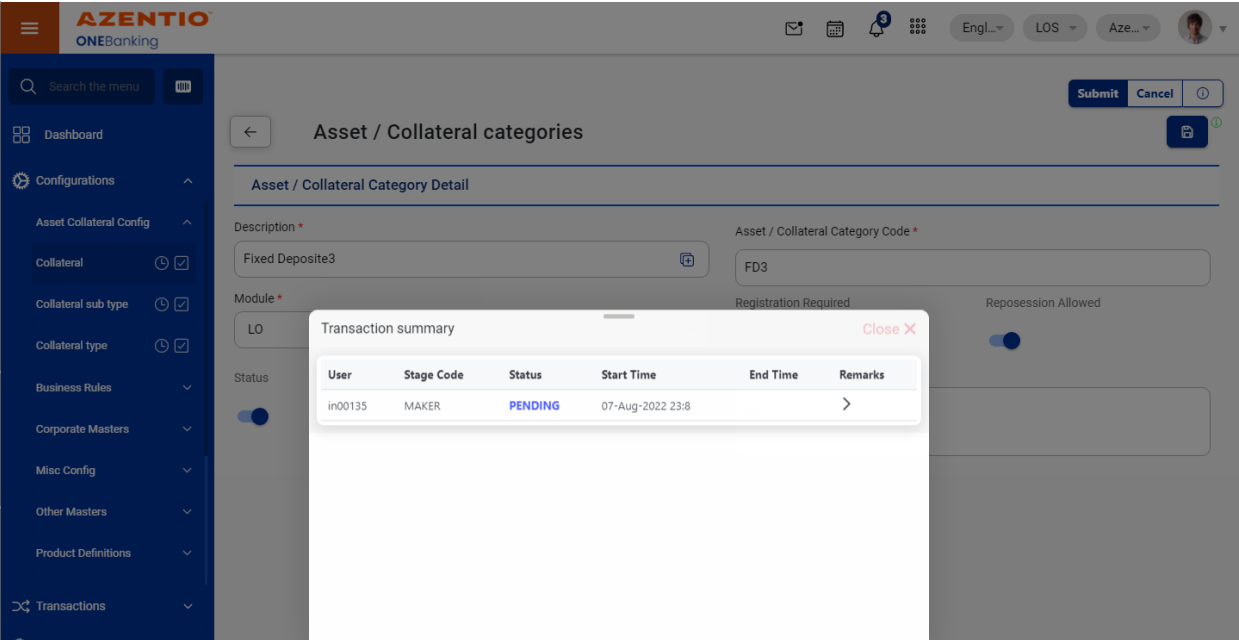 AZENTIO
ONEBanking
3
Engl...
LOS
Aze...
Search the menu
Submit Cancel
Dashboard
Asset / Collateral categories
Configurations
Asset / Collateral Category Detail
Asset Collateral Config
Description *
Asset / Collateral Category Code *
Collateral
Fixed Deposite3
FD3
Collateral sub type
Module *
Registration Required
Reposession Allowed
LO
Transaction summary
Close X
Collateral type
Status
User Stage Code Status Start Time End Time Remarks
Business Rules
in00135 MAKER PENDING 07-Aug-2022 23:8
Corporate Masters
Misc Config
Other Masters
Product Definitions
Transactions